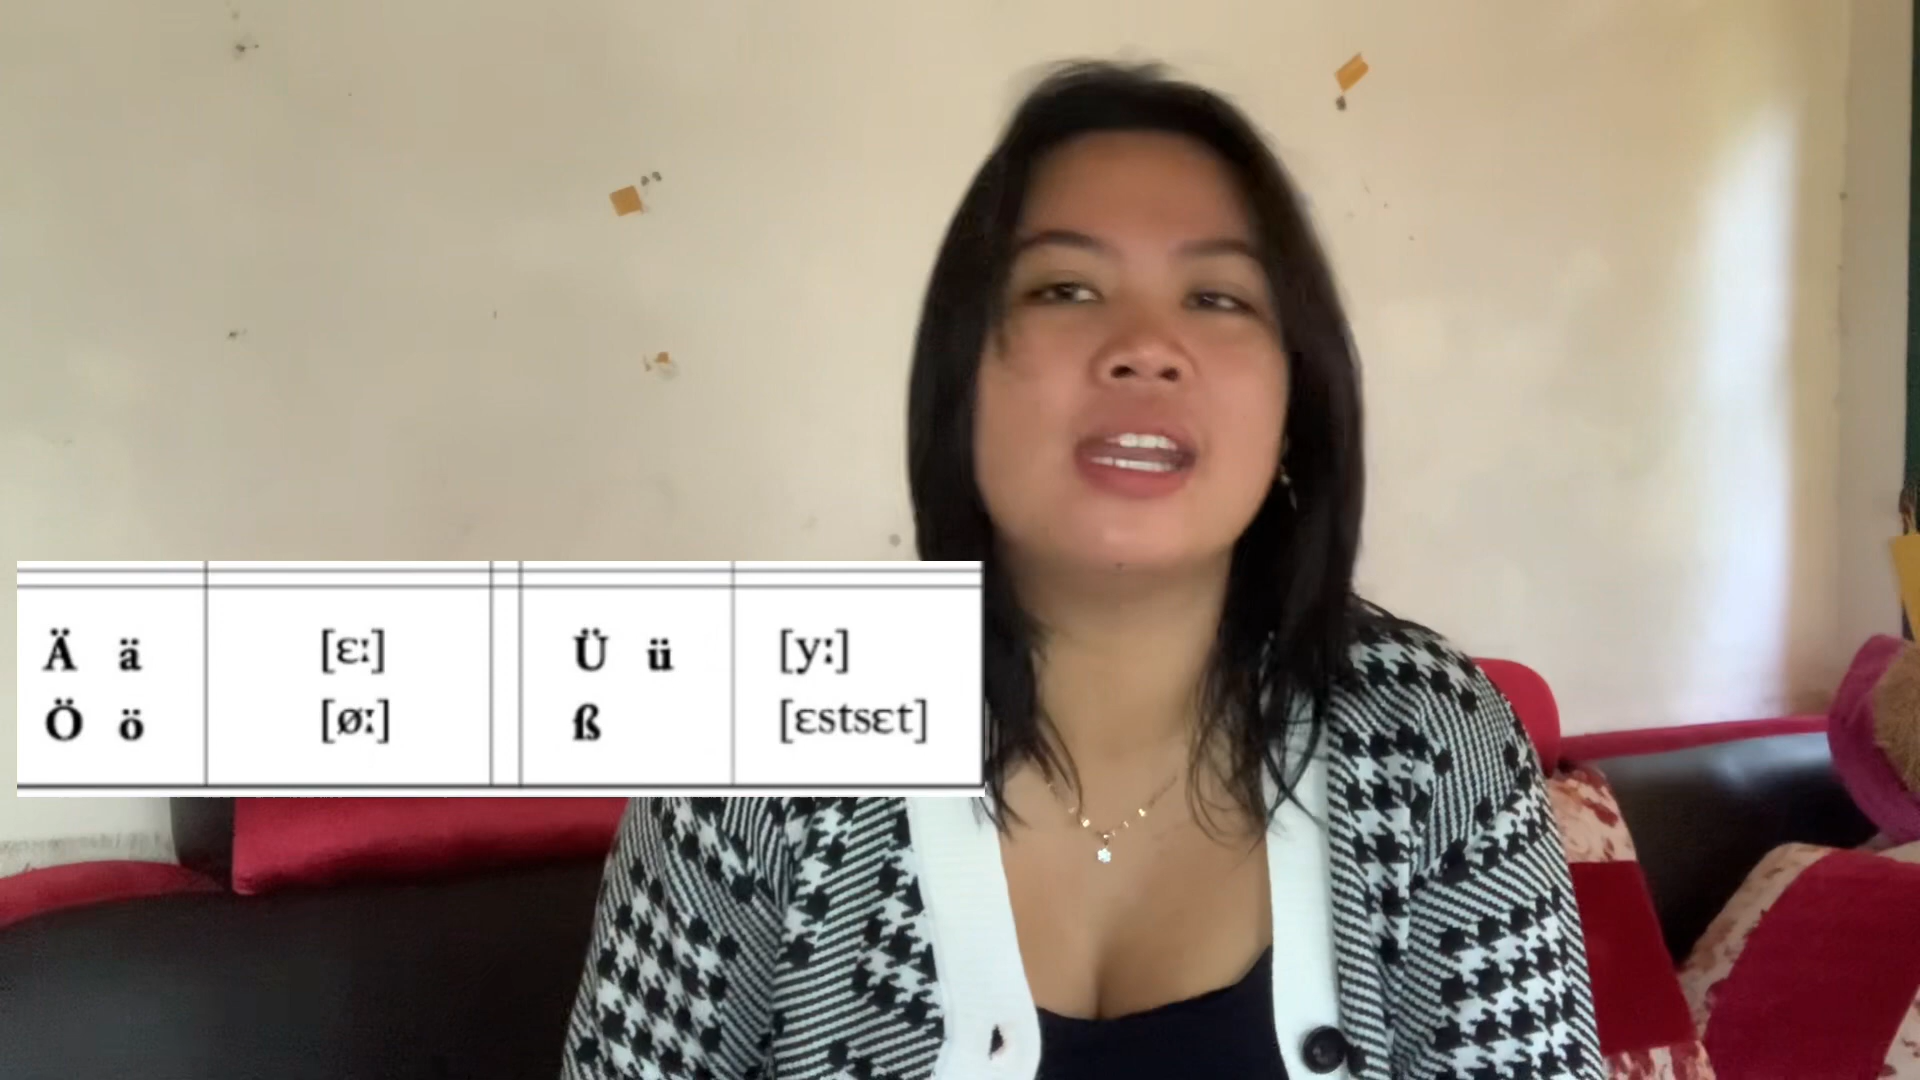 Ä ä [ɛː] Ü ü [yː]
Ö ö [øː] ß [ɛstsɛt]